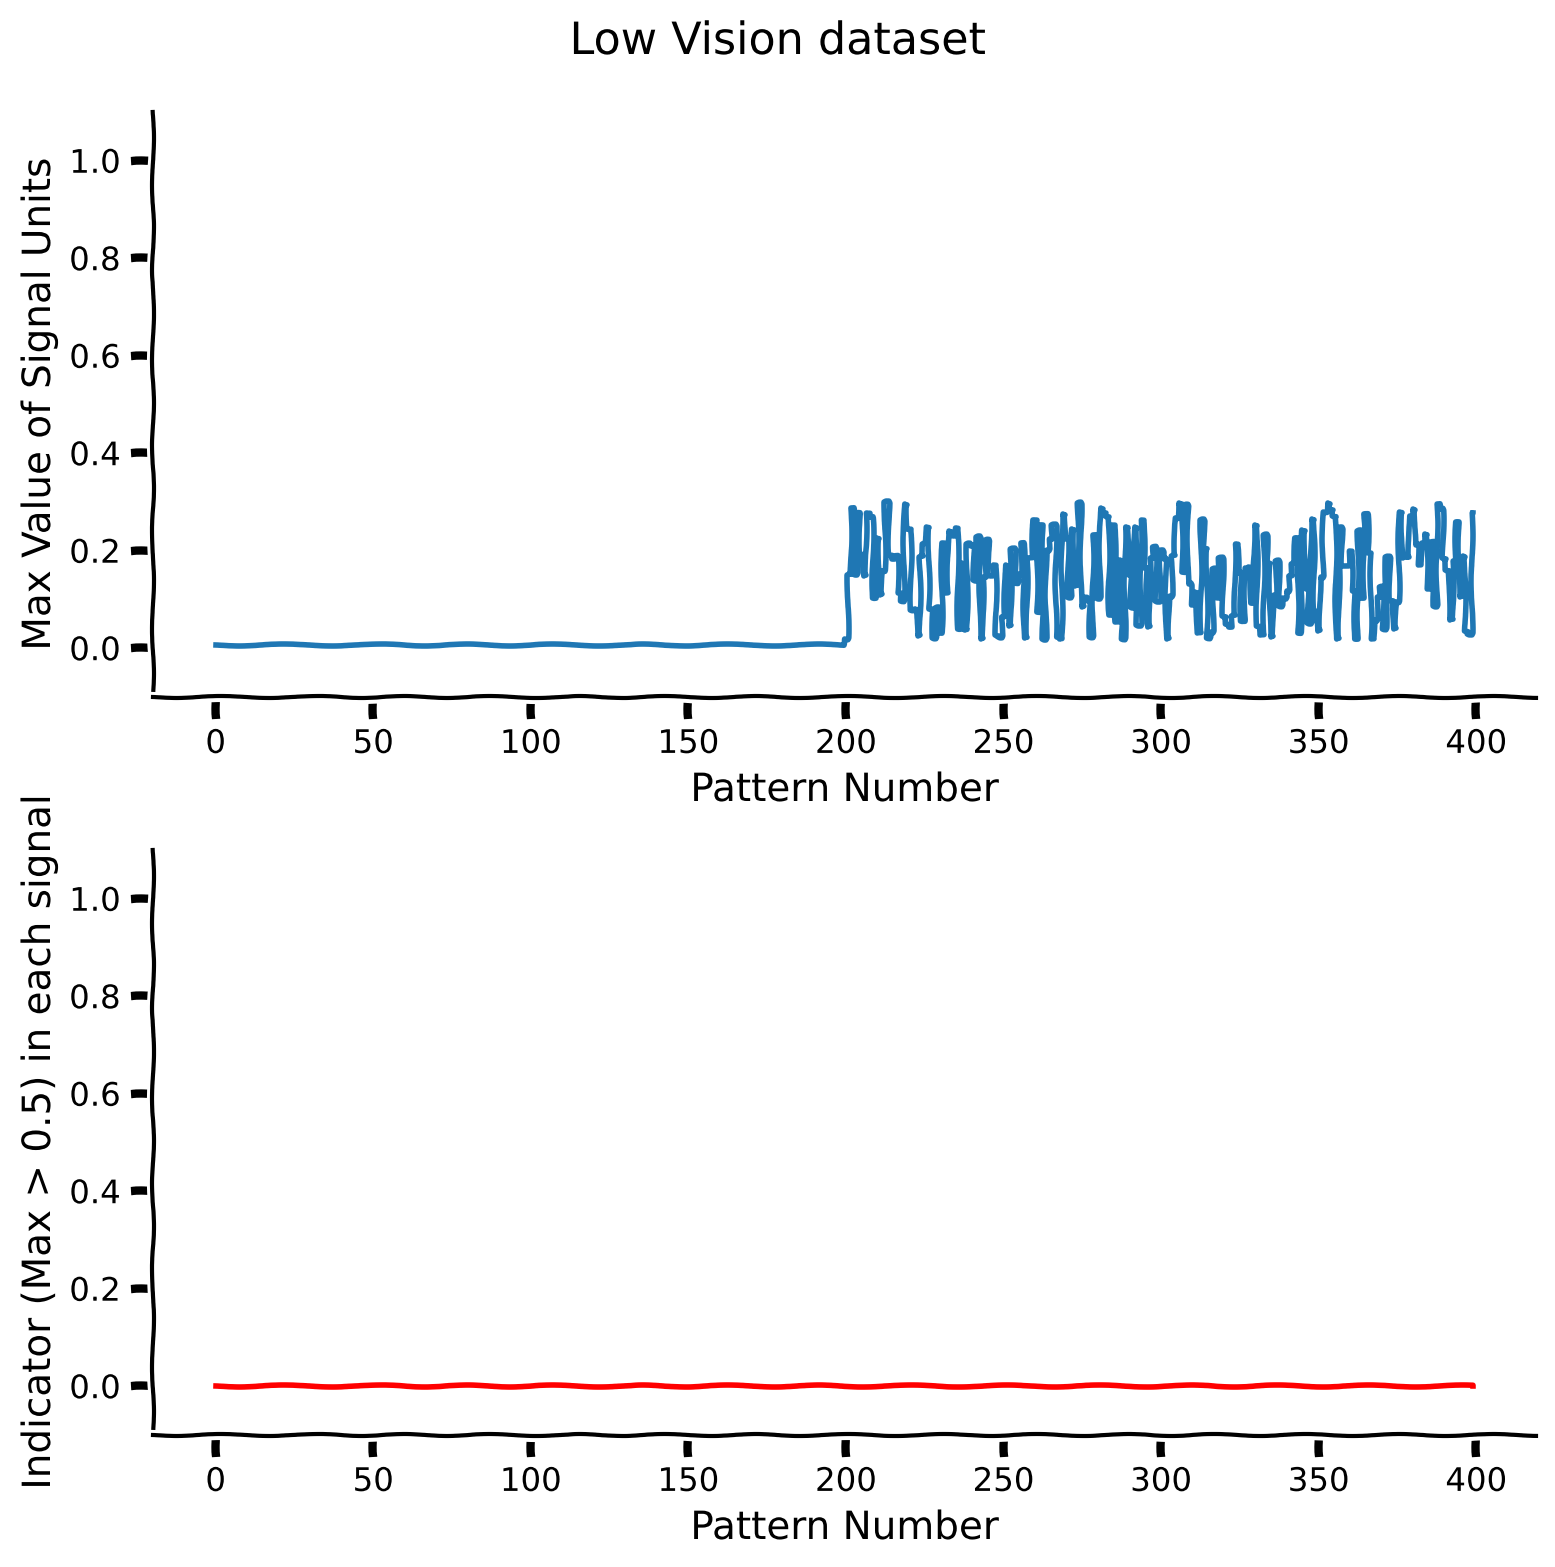 Low Vision dataset
Max Value of Signal Units
1.0
0.8
0.6
0.4
0.2
0.0
0 50 100 150 200 250 300 350 400
Pattern Number
Indicator (Max > 0.5) in each signal
1.0
0.8
0.6
0.4
0.2
0.0
0 50 100 150 200 250 300 350 400
Pattern Number